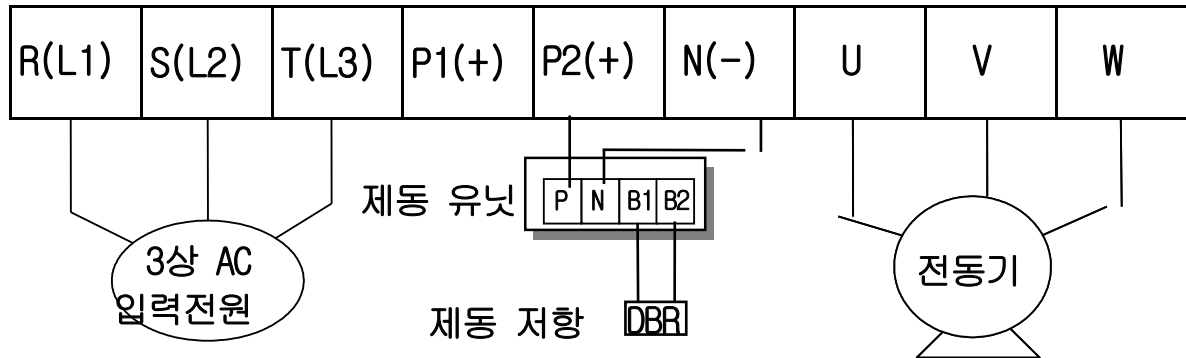 R(L1) S(L2) T(L3) P1(+) P2(+) N(-) U V W
제동 유닛 P N B1 B2
3상 AC
입력전원
전동기
제동 저항 DBR